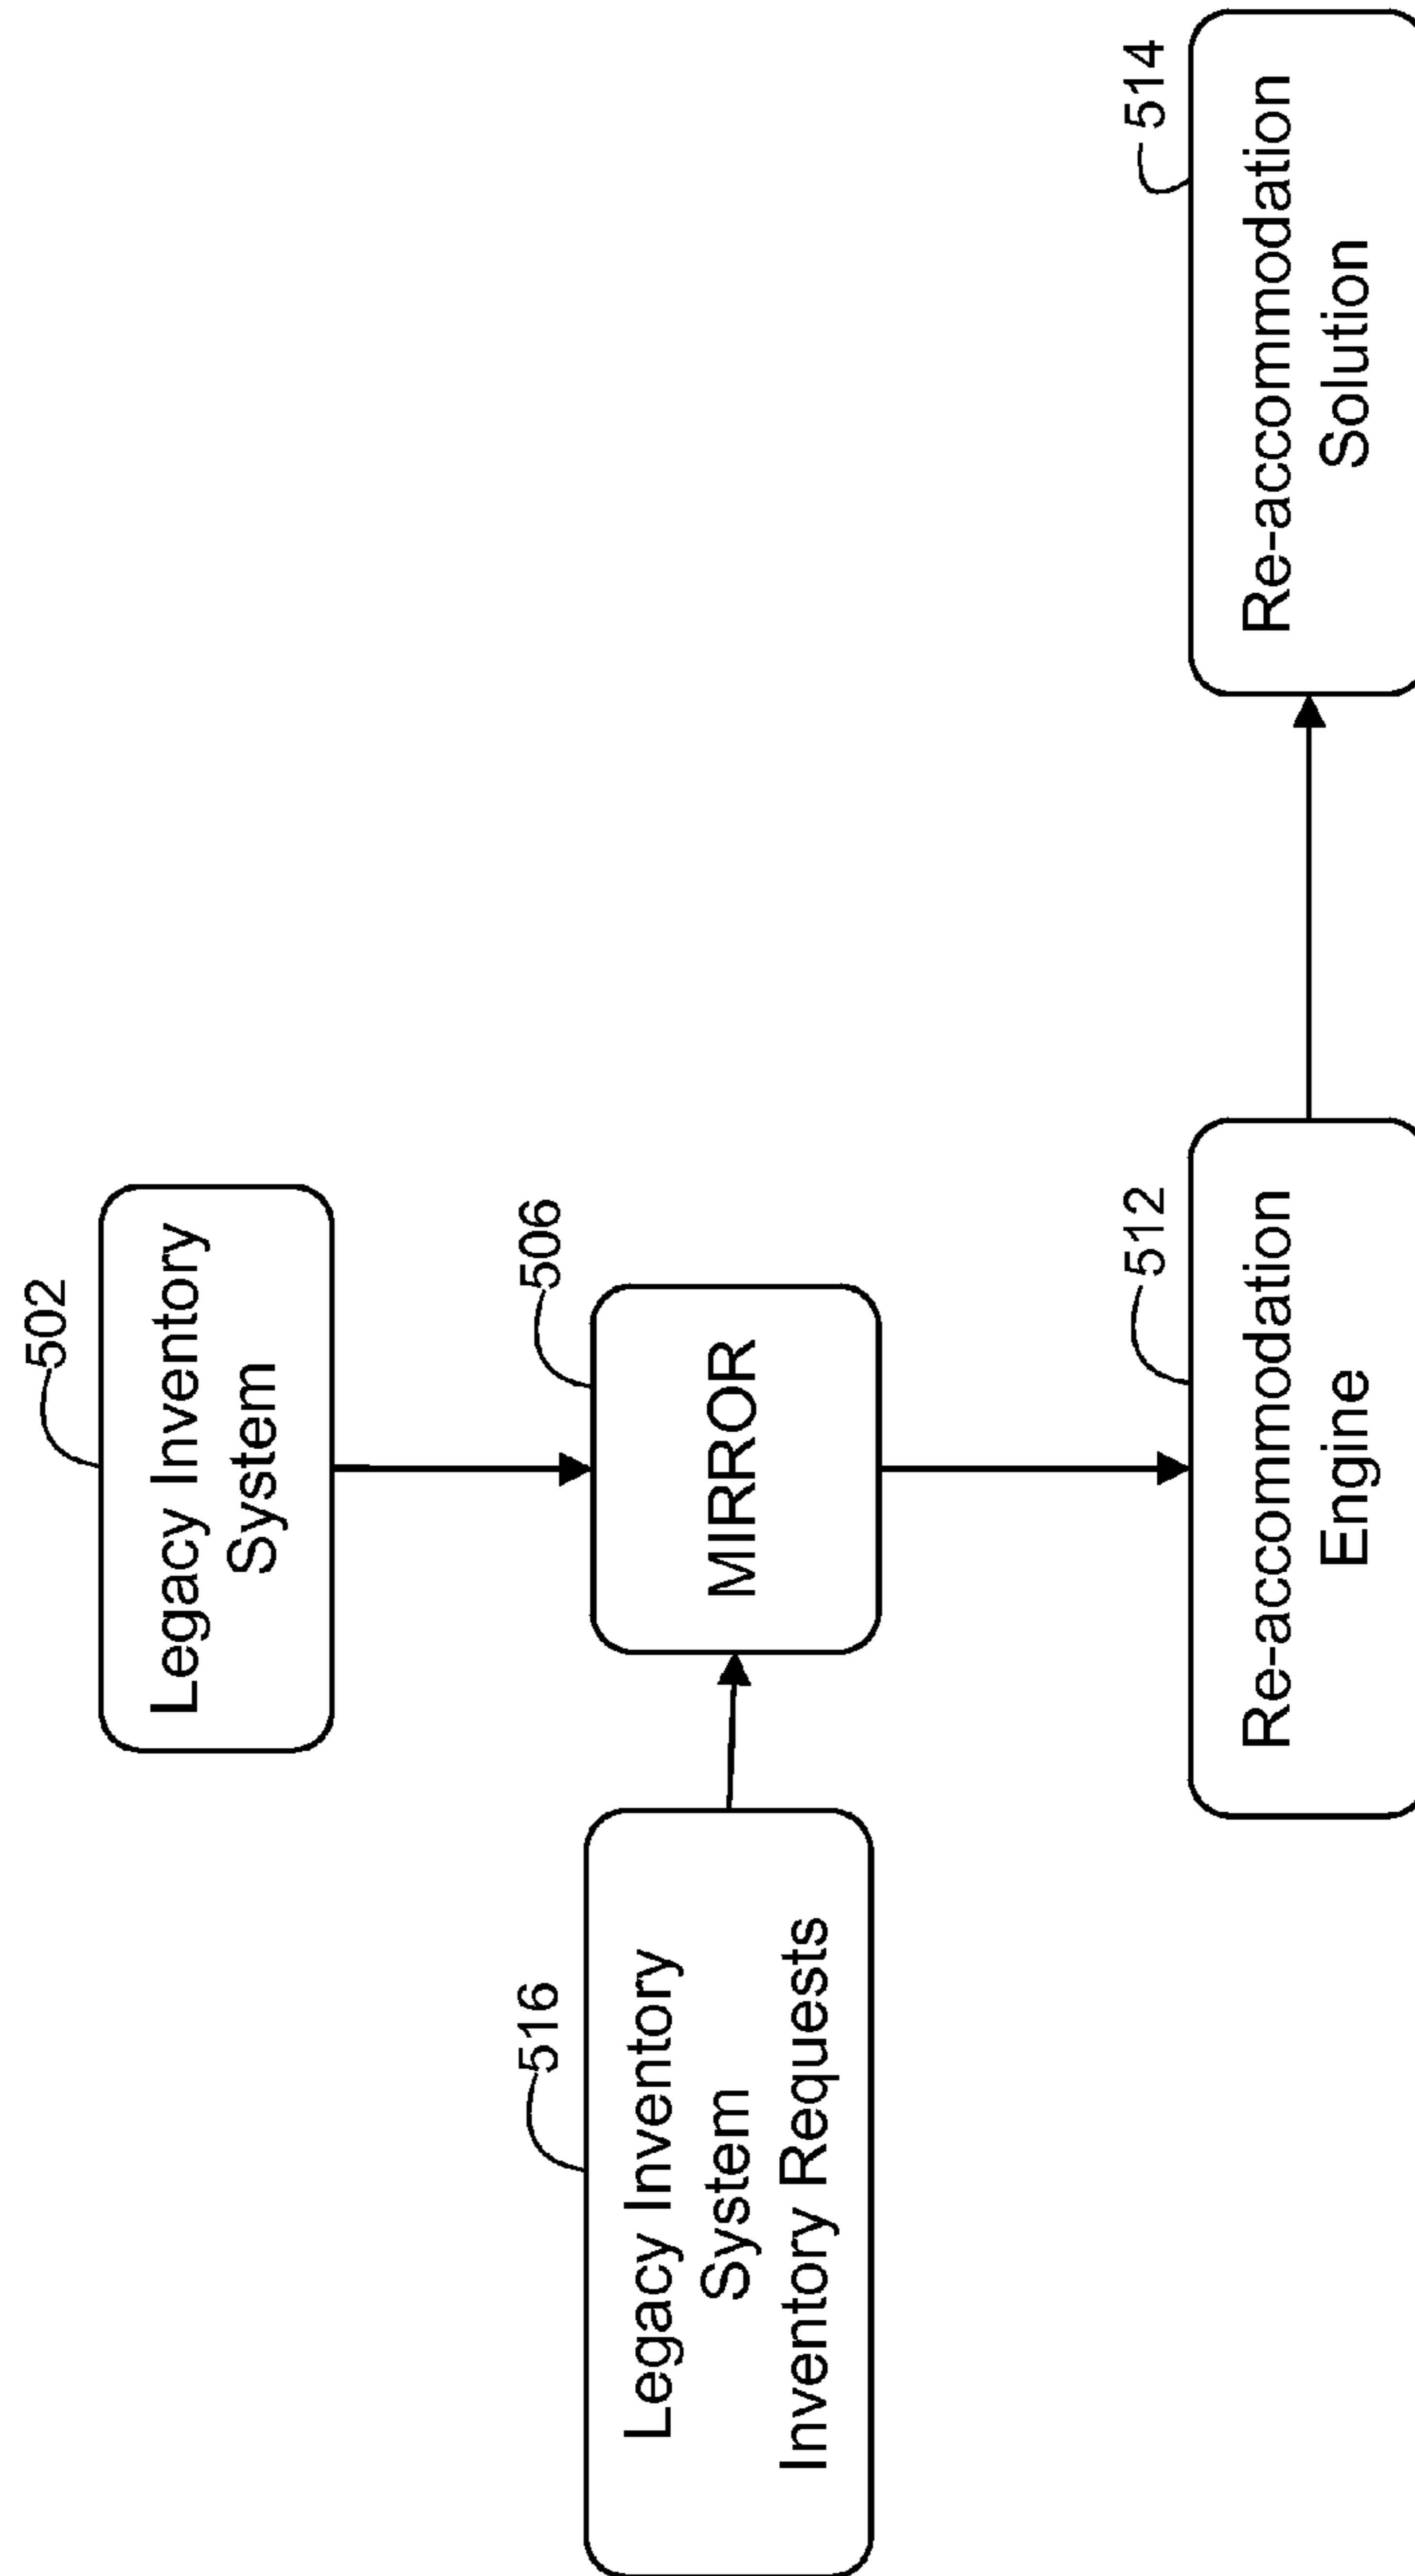 502
Legacy Inventory
System
516
Legacy Inventory
System
Inventory Requests
506
MIRROR
512
Re-accommodation
Engine
514
Re-accommodation
Solution